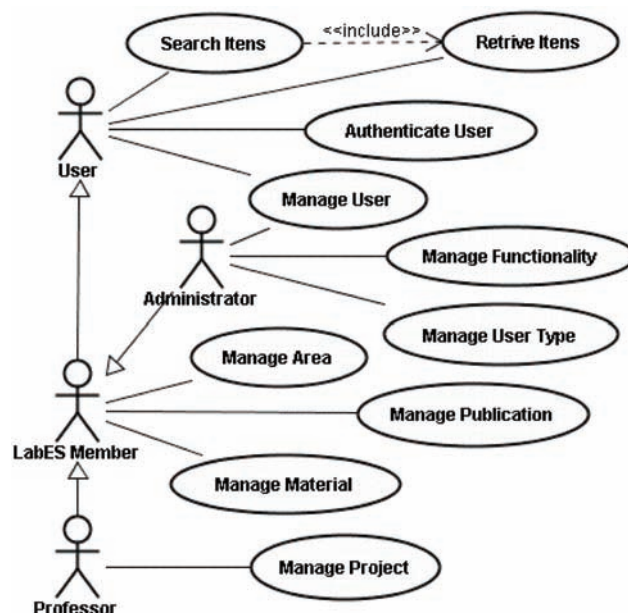 Search Itens
<<include>>
Retrive Itens
Authenticate User
User
Manage User
Manage Functionality
Administrator
Manage User Type
Manage Area
Manage Publication
LabES Member
Manage Material
Manage Project
Professor